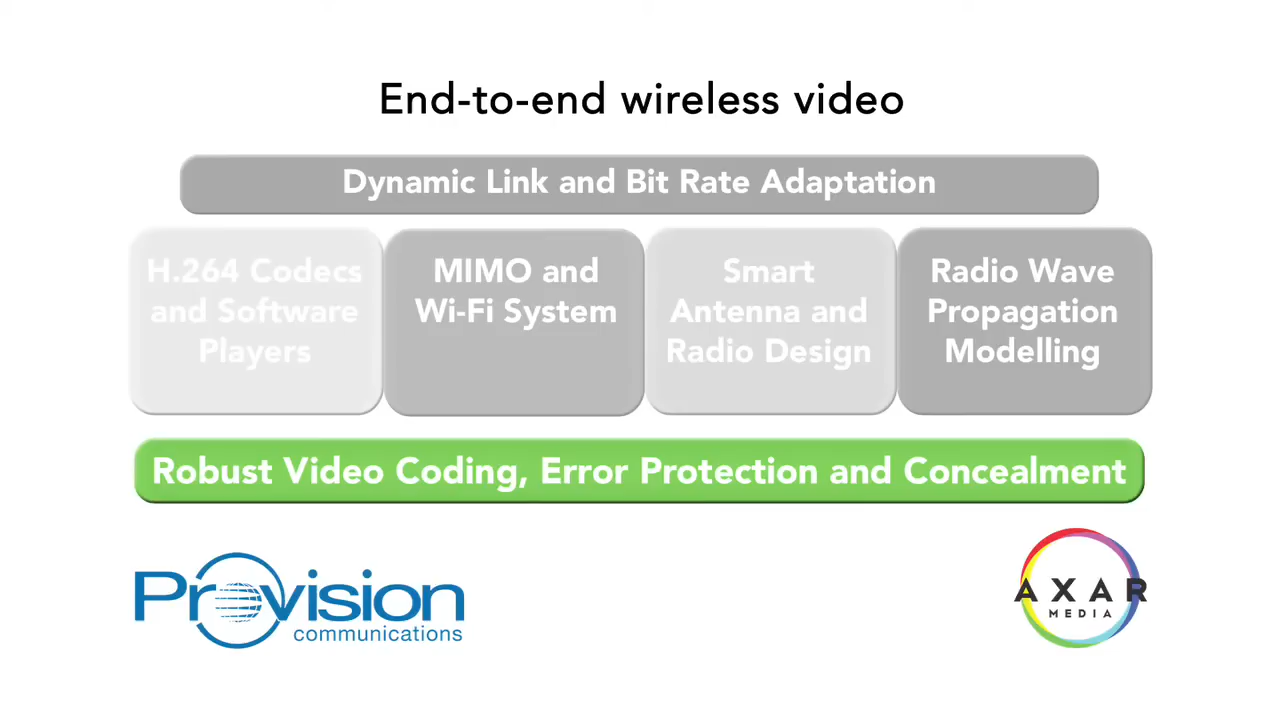 End-to-end wireless video
Dynamic Link and Bit Rate Adaptation
H.264 Codecs
and Software
Players
MIMO and
Wi-Fi System
Smart
Antenna and
Radio Design
Radio Wave
Propagation
Modelling
Robust Video Coding, Error Protection and Concealment
Provision
communications
AXAR
MEDIA